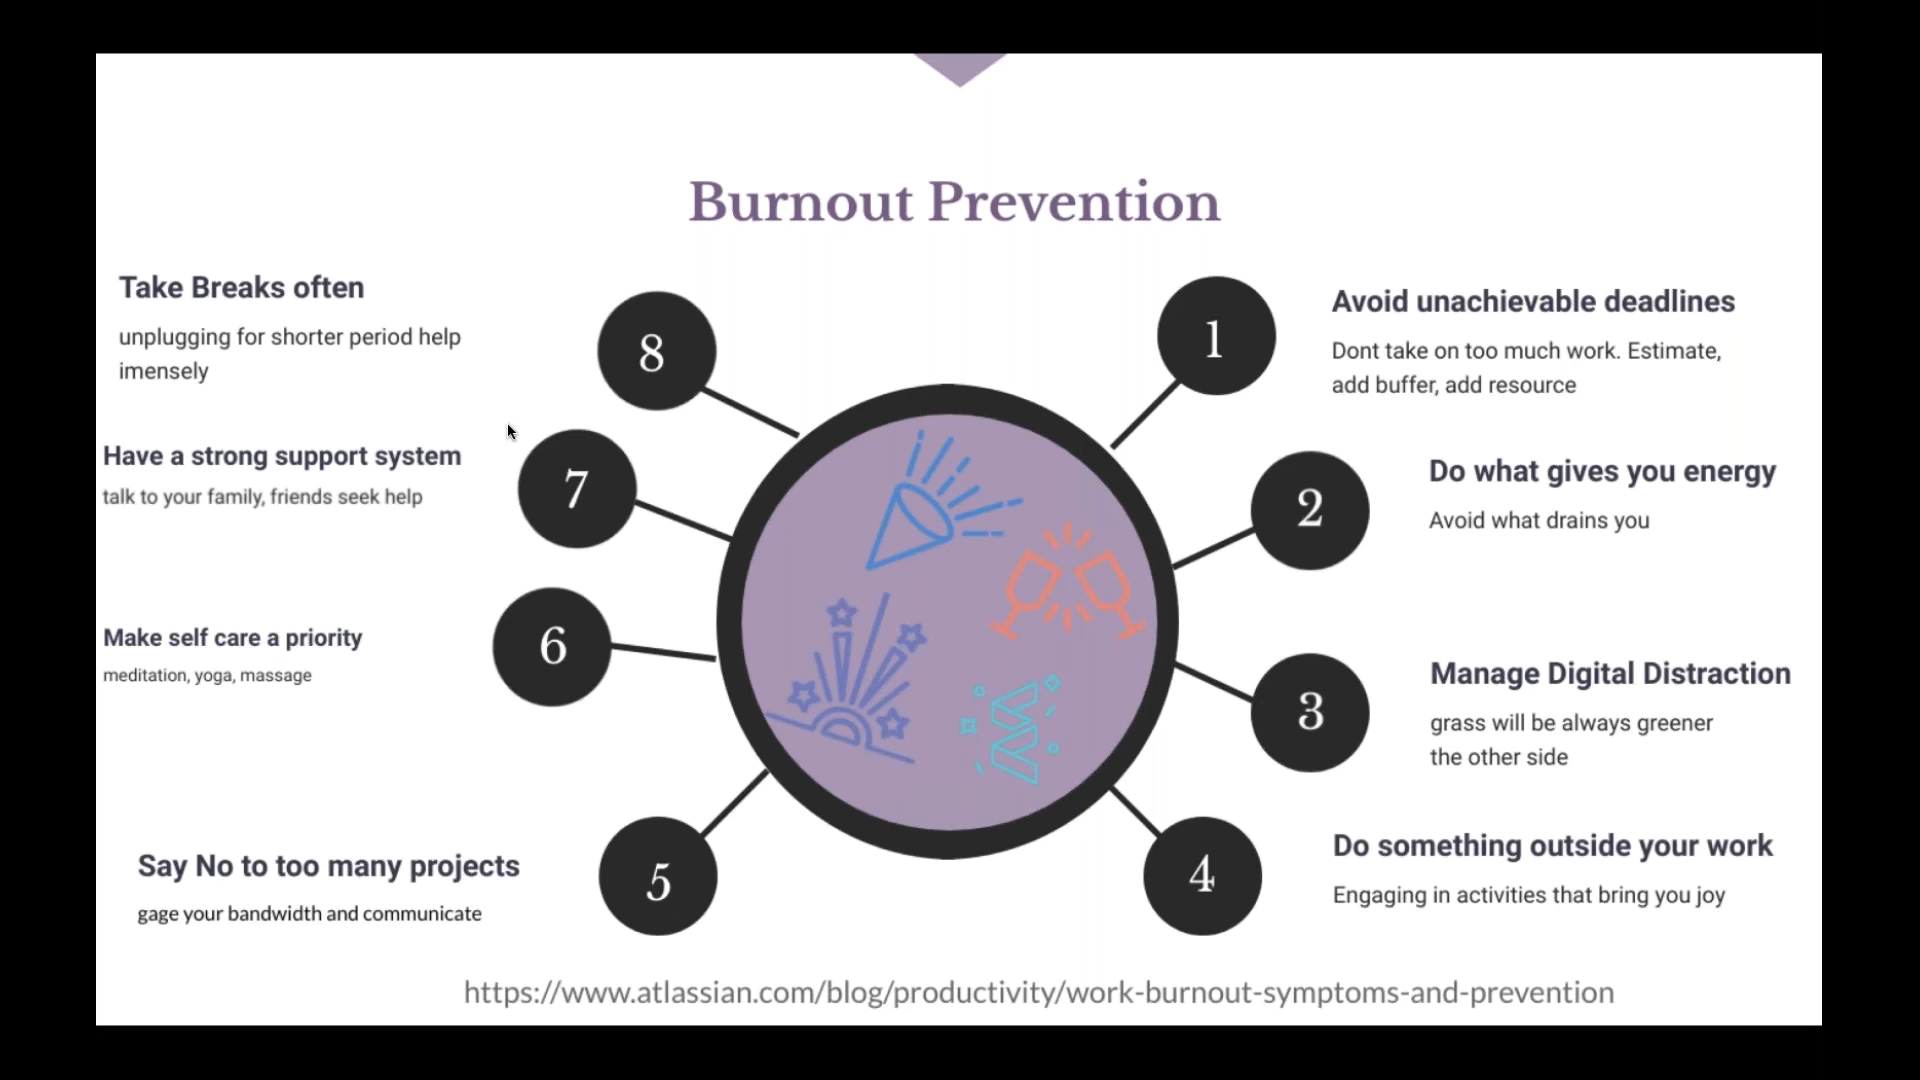 Burnout Prevention
1
Avoid unachievable deadlines
Dont take on too much work. Estimate,
add buffer, add resource
2
Do what gives you energy
Avoid what drains you
3
Manage Digital Distraction
grass will be always greener
the other side
4
Do something outside your work
Engaging in activities that bring you joy
5
Say No to too many projects
gage your bandwidth and communicate
6
Make self care a priority
meditation, yoga, massage
7
Have a strong support system
talk to your family, friends seek help
8
Take Breaks often
unplugging for shorter period help
imensely
https://www.atlassian.com/blog/productivity/work-burnout-symptoms-and-prevention